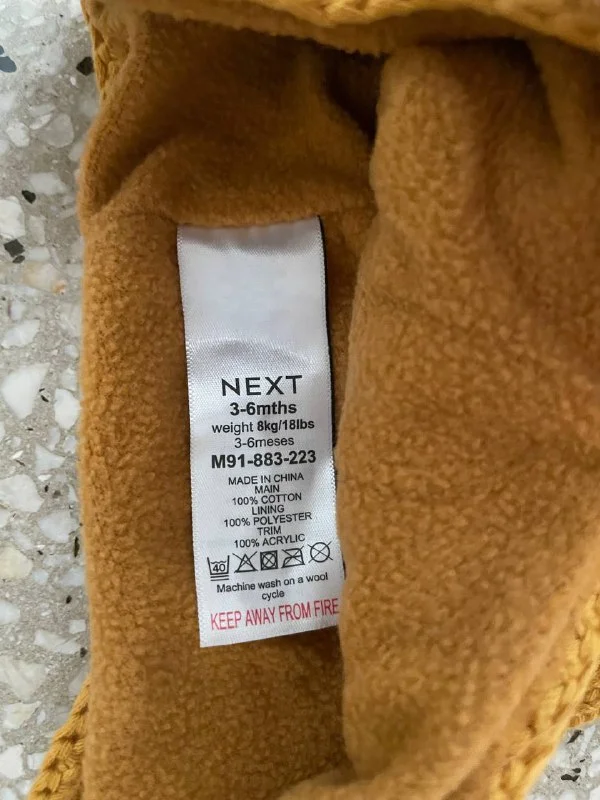 NEXT
3-6mths
weight 8kg/18lbs
3-6meses
M91-883-223
MADE IN CHINA
MAIN
100% COTTON
LINING
100% POLYESTER
TRIM
100% ACRYLIC
40
Machine wash on a wool
cycle
KEEP AWAY FROM FIRE